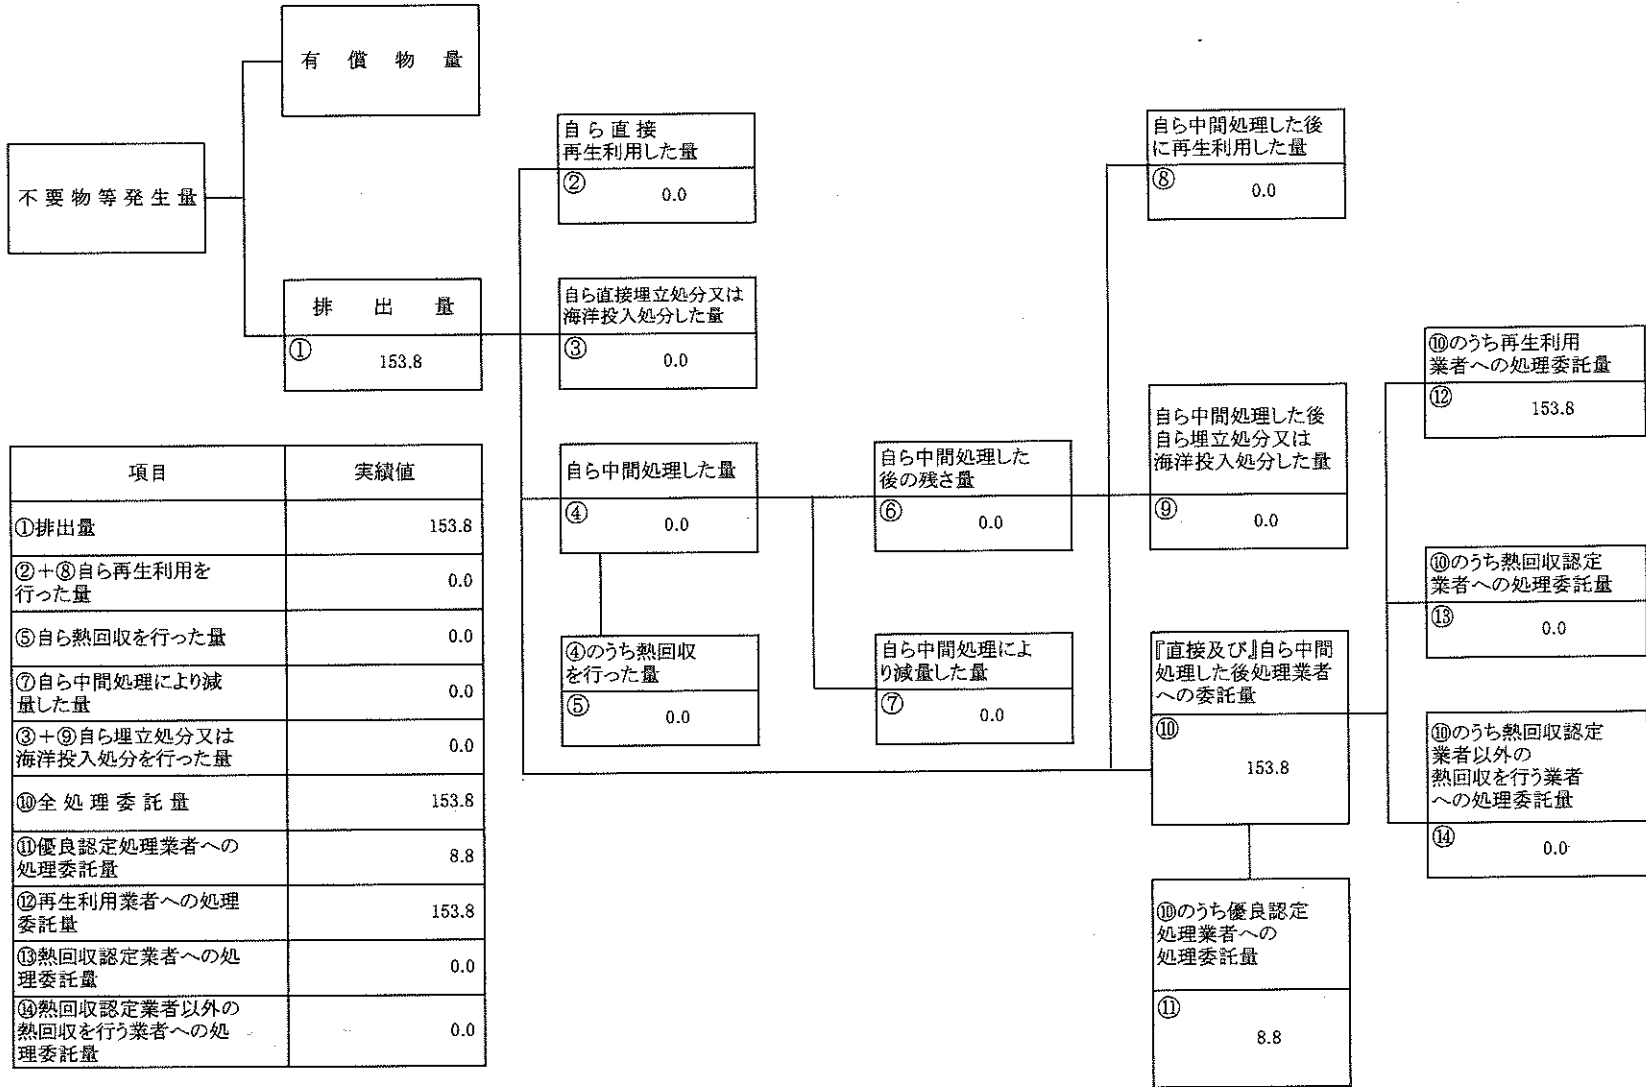 有償物量
不要物等発生量
排出量
①
153.8
自ら直接
再生利用した量
②
0.0
自ら直接埋立処分又は
海洋投入処分した量
③
0.0
自ら中間処理した量
④
0.0
④のうち熱回収
を行った量
⑤
0.0
自ら中間処理した
後の残さ量
⑥
0.0
自ら中間処理によ
り減量した量
⑦
0.0
自ら中間処理した後
に再生利用した量
⑧
0.0
自ら中間処理した後
自ら埋立処分又は
海洋投入処分した量
⑨
0.0
『直接及び』自ら中間
処理した後処理業者
への委託量
⑩
153.8
⑩のうち優良認定
処理業者への
処理委託量
⑪
8.8
⑩のうち再生利用
業者への処理委託量
⑫
153.8
⑩のうち熱回収認定
業者への処理委託量
⑬
0.0
⑩のうち熱回収認定
業者以外の
熱回収を行う業者
への処理委託量
⑭
0.0
項目 実績値
①排出量 153.8
②+⑧自ら再生利用を
行った量 0.0
⑤自ら熱回収を行った量 0.0
⑦自ら中間処理により減
量した量 0.0
③+⑨自ら埋立処分又は
海洋投入処分を行った量 0.0
⑩全処理委託量 153.8
⑪優良認定処理業者への
処理委託量 8.8
⑫再生利用業者への処理
委託量 153.8
⑬熱回収認定業者への処
理委託量 0.0
⑭熱回収認定業者以外の
熱回収を行う業者への処
理委託量 0.0